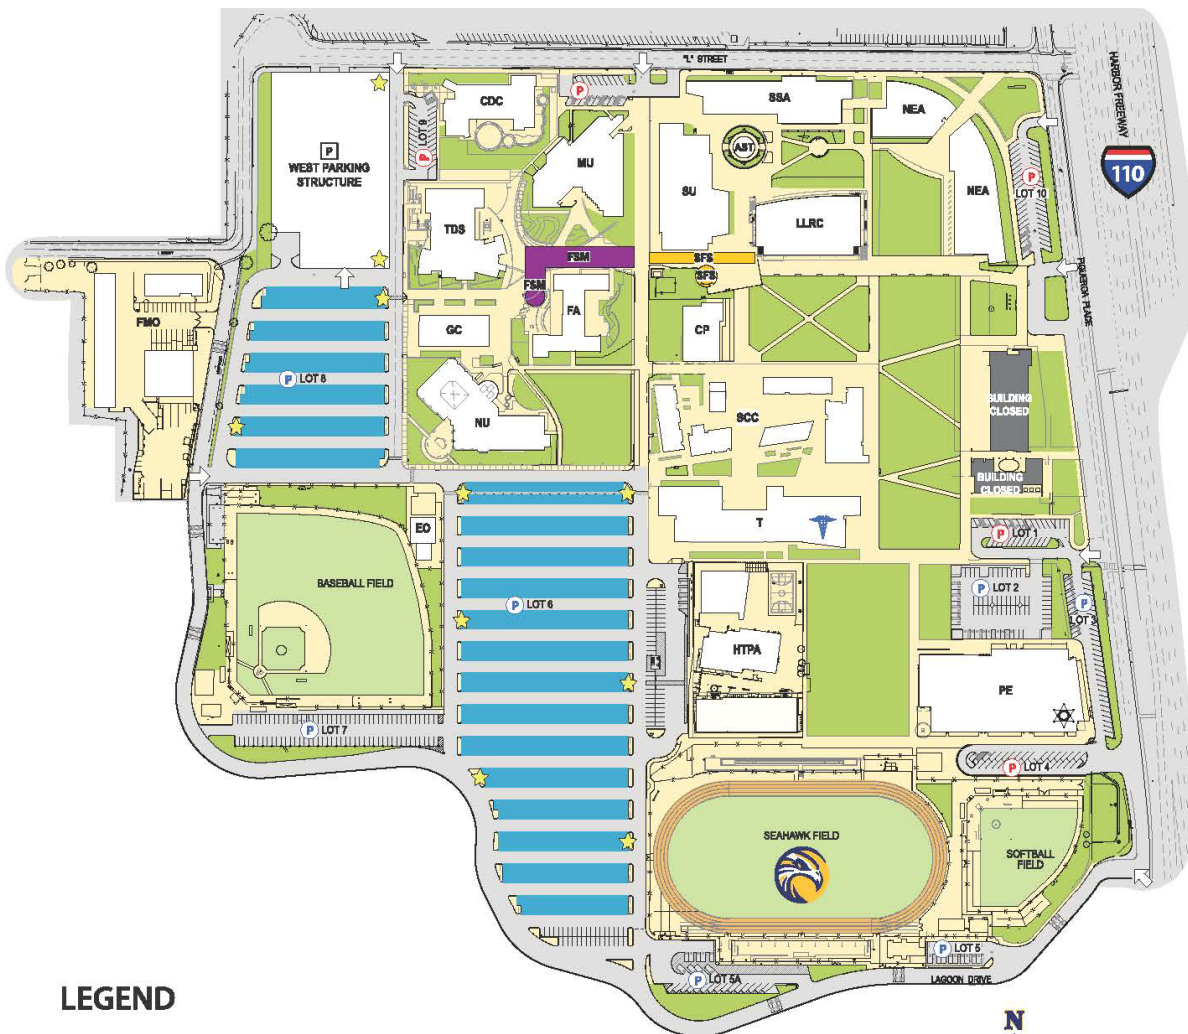 "L" STREET
HARBOR FREEWAY
110
P
WEST PARKING
STRUCTURE
P
LOT 9
CDC
P
MU
SSA
AST
SU
LLRC
NEA
NEA
P
LOT 10
TDS
FSM
FSM
SFS
SFS
FIGUEROA PLACE
FMO
GC
FA
CP
P LOT 8
NU
SCC
BUILDING
CLOSED
BUILDING
CLOSED
EO
T
P LOT 1
BASEBALL FIELD
P LOT 6
P LOT 2
P
LOT 3
HTPA
PE
P LOT 7
P LOT 4
SEAHAWK FIELD
SOFTBALL
FIELD
P LOT 5
P LOT 5A
LAGOON DRIVE
LEGEND
N